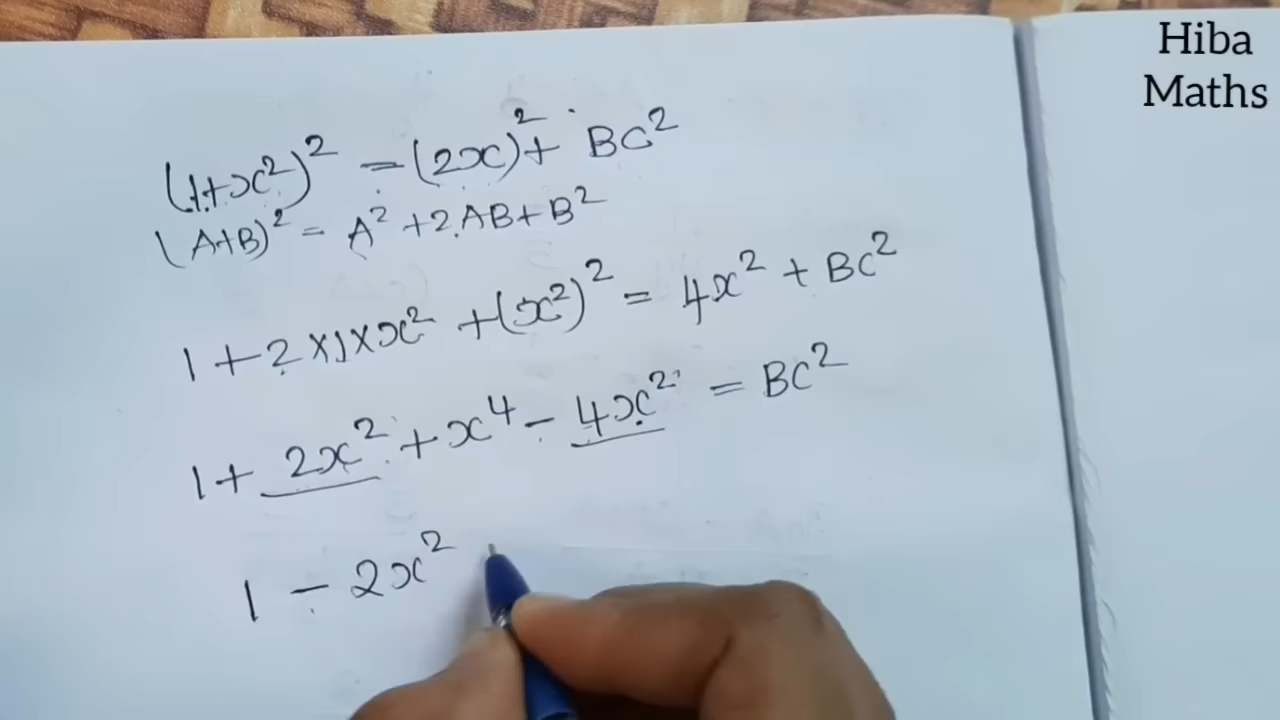 Hiba
Maths
(1+x²)² = (2x)² + BC²
(A+B)² = A² + 2AB + B²
1 + 2×1×x² + (x²)² = 4x² + BC²
1 + 2x² + x⁴ - 4x² = BC²
1 - 2x²